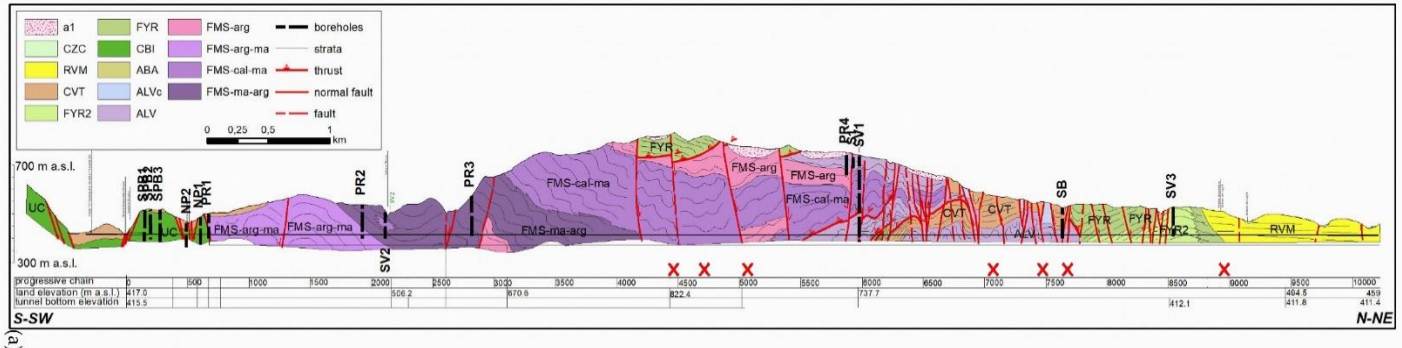 a1 FYR FMS-arg boreholes
CZC CBI FMS-arg-ma strata
RVM ABA FMS-cal-ma thrust
CVT ALVc FMS-ma-arg normal fault
FYR2 ALV fault
0 0,25 0,5 1
km
PR4
S1
SV1
FYR
700 m a.s.l.
FMS-arg
FMS-arg
FMS-cal-ma
SPB1
SPB2
SPB3
NP2
NP1
PR1
PR2
SV2
PR3
SB
SV3
UC
UC
FMS-arg-ma
FMS-arg-ma
FMS-ma-arg
FMS-cal-ma
CVT
CVT
ALV
FYR
FYR
FYR2
RVM
SV2
300 m a.s.l.
progressive chain 0 500 1000 1500 2000 2500 3000 3500 4000 4500 5000 5500 6000 6500 7000 7500 8000 8500 9000 9500 10000
land elevation (m a.s.l.) 417.0 506.2 670.6 822.4 737.7 404.5 459
tunnel bottom elevation 415.5 412.1 411.8 411.4
S-SW N-NE
(a)